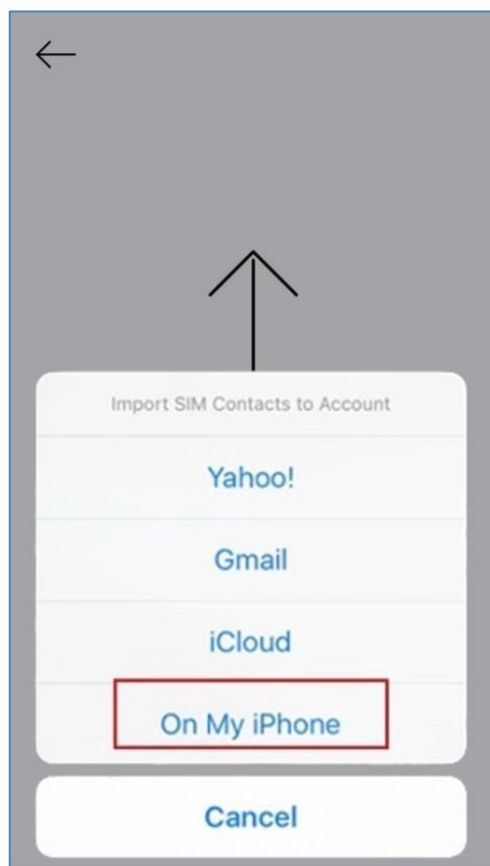 Import SIM Contacts to Account
Yahoo!
Gmail
iCloud
On My iPhone
Cancel